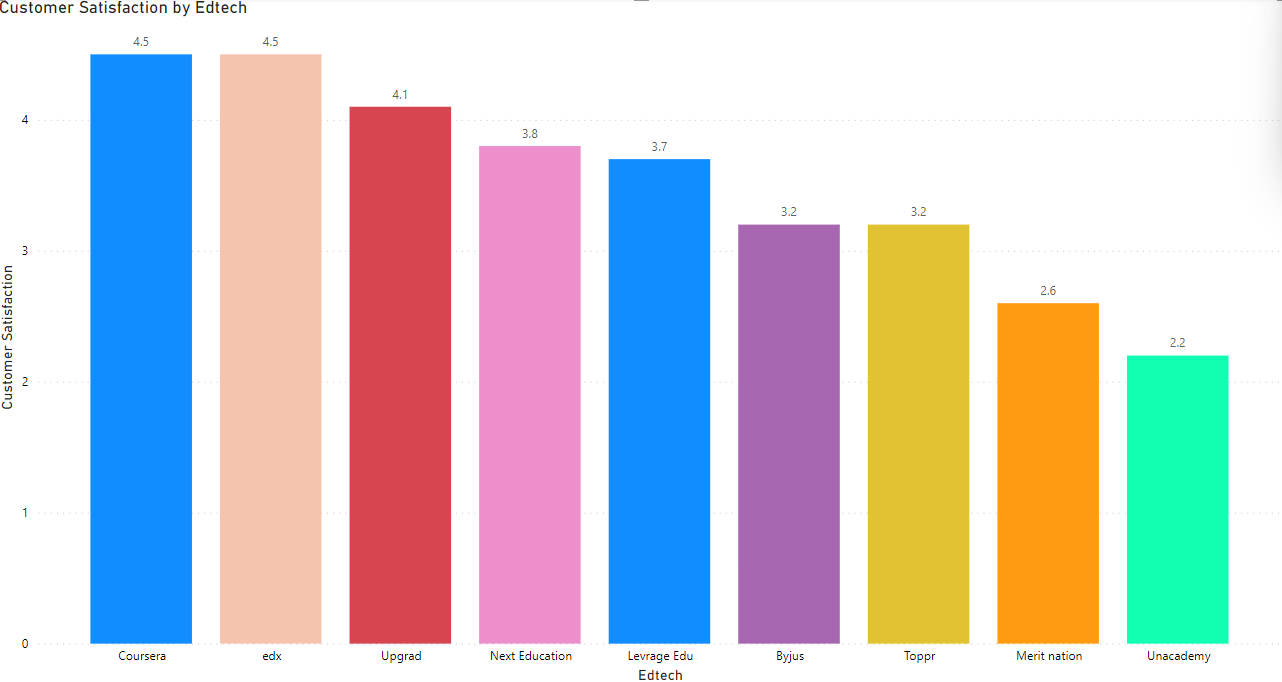 Customer Satisfaction by Edtech
4.5
4.5
4.1
3.8
3.7
3.2
3.2
2.6
2.2
4
3
2
1
0
Customer Satisfaction
Coursera
edx
Upgrad
Next Education
Levrage Edu
Byjus
Toppr
Merit nation
Unacademy
Edtech